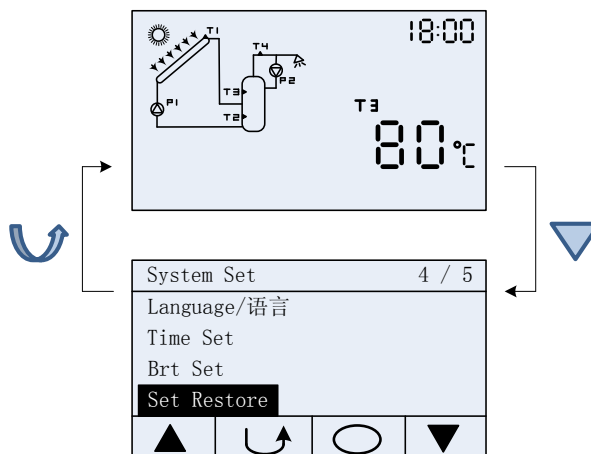 T1
18:00
T4
P2
P1
T3
T2
T3
80℃
System Set 4 / 5
Language/语言
Time Set
Brt Set
Set Restore